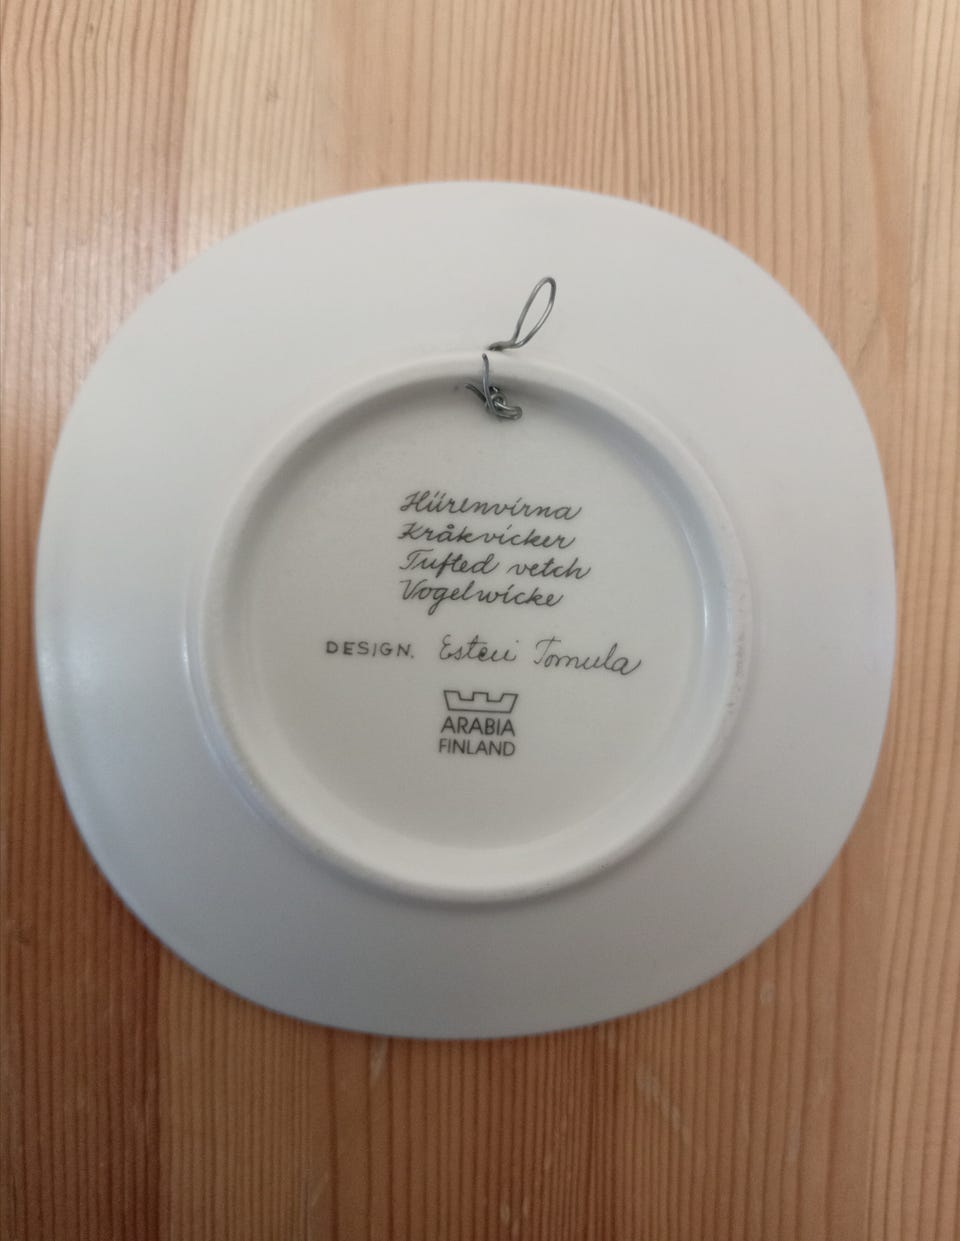 Hiirenvirna
Kråkvicker
Tufted vetch
Vogelwicke
DESIGN. Esteri Tomula
ARABIA
FINLAND